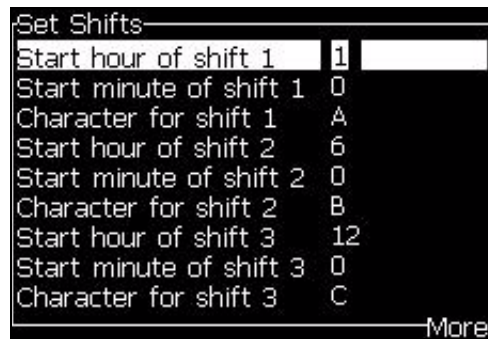 Set Shifts
Start hour of shift 1 1
Start minute of shift 1 0
Character for shift 1 A
Start hour of shift 2 6
Start minute of shift 2 0
Character for shift 2 B
Start hour of shift 3 12
Start minute of shift 3 0
Character for shift 3 C
More